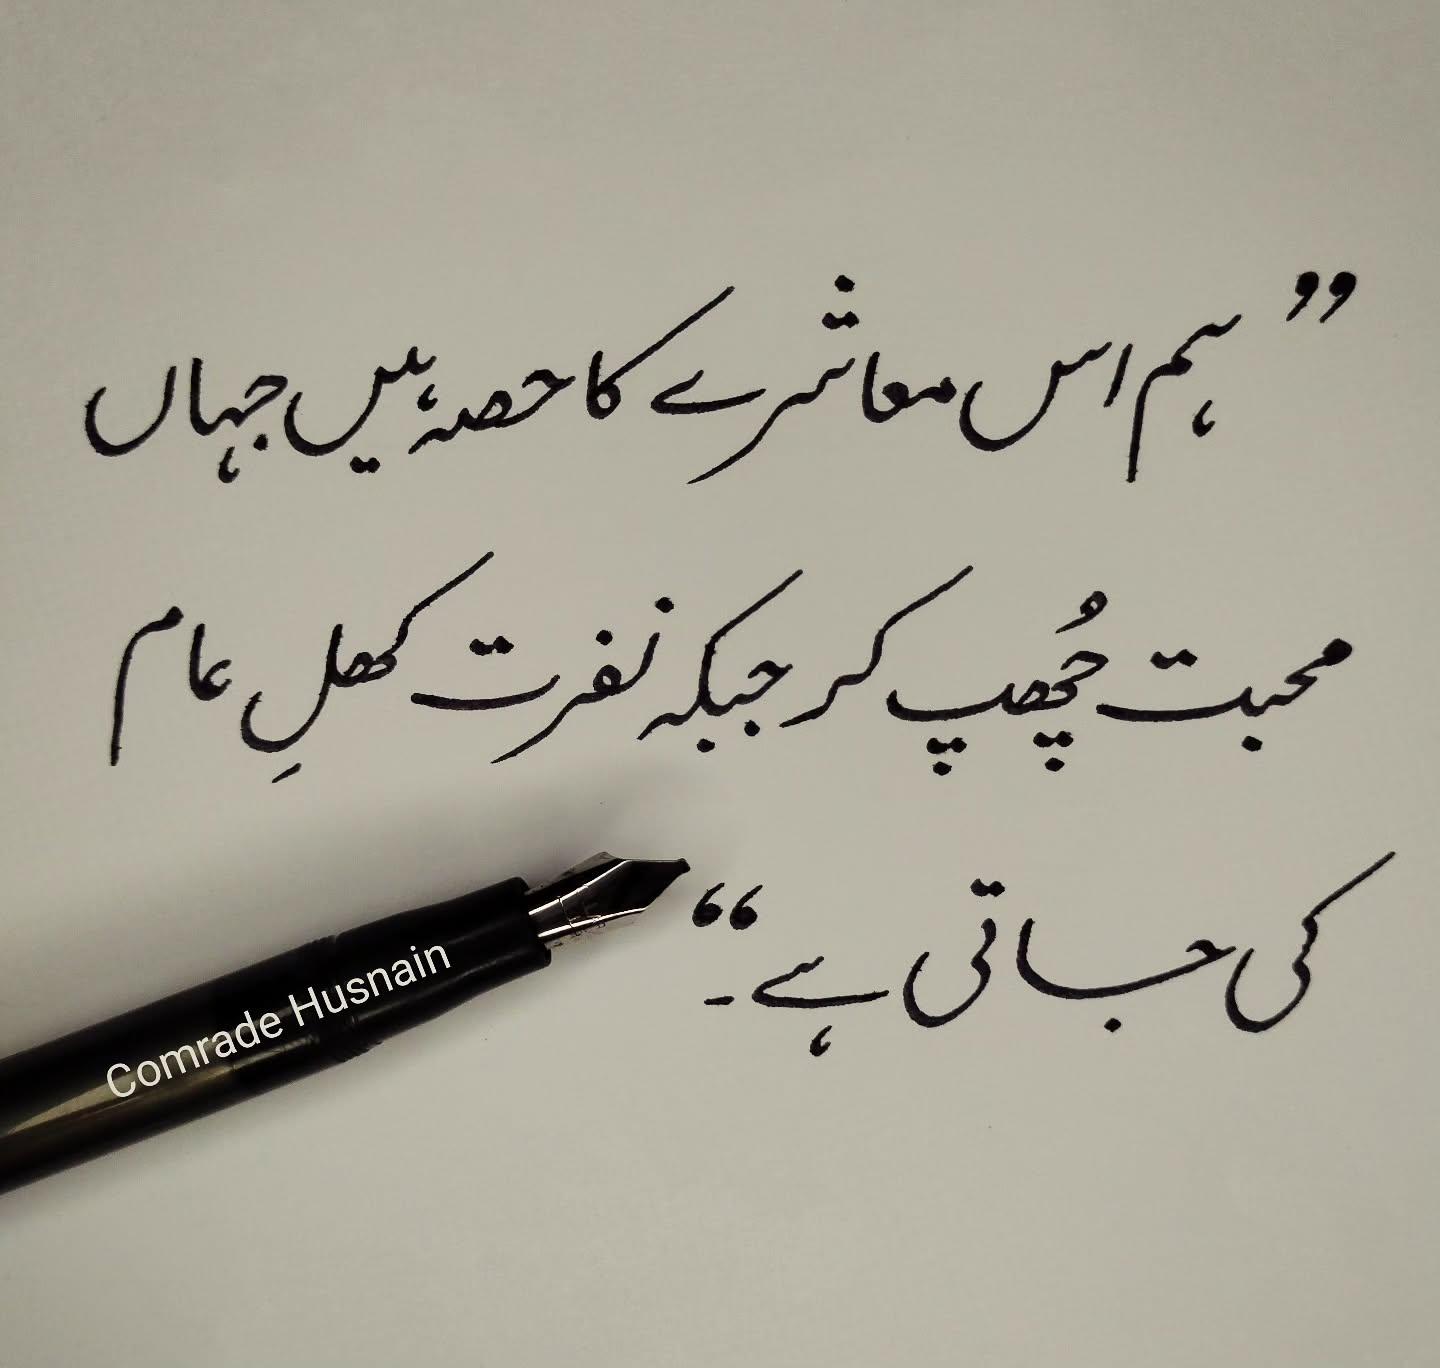 ”ہم اس معاشرے کا حصہ ہیں جہاں
محبت چُھپ کر جبکہ نفرت کھلِ عام
کی جاتی ہے۔“
Comrade Husnain